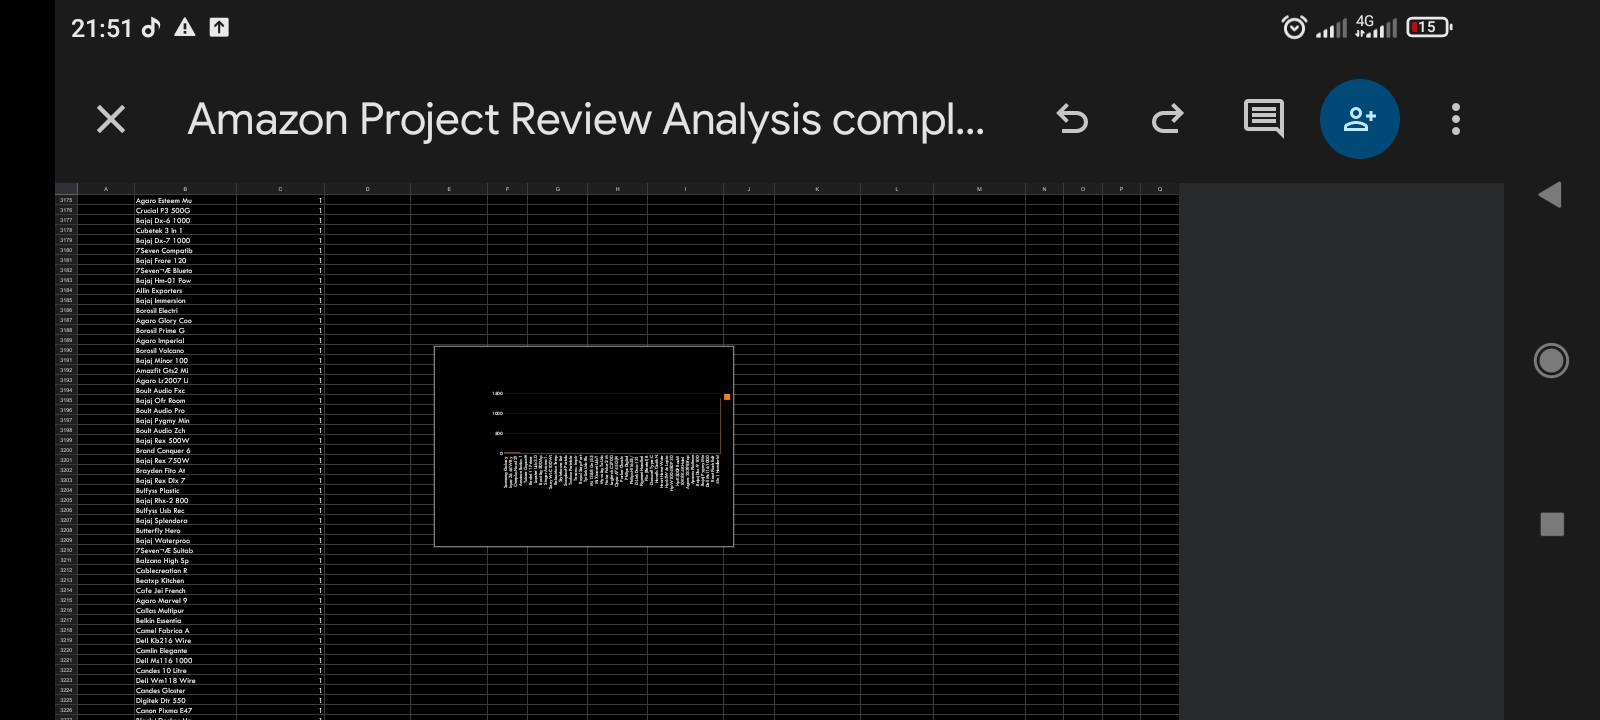 21:51
4G
15
Amazon Project Review Analysis compl...
A B C D E F G H I J K L M N O P Q
3175 Agaro Esteem Mu 1
3176 Crucial P3 500G 1
3177 Bajaj Dx-6 1000 1
3178 Cubetek 3 In 1 1
3179 Bajaj Dx-7 1000 1
3180 7Seven Compatib 1
3181 Bajaj Frore 120 1
3182 7Seven¬Æ Blueto 1
3183 Bajaj Hm-01 Pow 1
3184 Allin Exporters 1
3185 Bajaj Immersion 1
3186 Borosil Electri 1
3187 Agaro Glory Coo 1
3188 Borosil Prime G 1
3189 Agaro Imperial 1
3190 Borosil Volcano 1
3191 Bajaj Minor 100 1
3192 Amazfit Gts2 Mi 1
3193 Agaro Lr2007 Li 1
3194 Boult Audio Fxc 1
3195 Bajaj Ofr Room 1
3196 Boult Audio Pro 1
3197 Bajaj Pygmy Min 1
3198 Boult Audio Zch 1
3199 Bajaj Rex 500W 1
3200 Brand Conquer 6 1
3201 Bajaj Rex 750W 1
3202 Brayden Fito At 1
3203 Bajaj Rex Dlx 7 1
3204 Bulfyss Plastic 1
3205 Bajaj Rhx-2 800 1
3206 Bulfyss Usb Rec 1
3207 Bajaj Splendora 1
3208 Butterfly Hero 1
3209 Bajaj Waterproo 1
3210 7Seven¬Æ Suitab 1
3211 Balzano High Sp 1
3212 Cablecreation R 1
3213 Beatxp Kitchen 1
3214 Cafe Jei French 1
3215 Agaro Marvel 9 1
3216 Callas Multipur 1
3217 Belkin Essentia 1
3218 Camel Fabrica A 1
3219 Dell Kb216 Wire 1
3220 Camlin Elegante 1
3221 Dell Ms116 1000 1
3222 Candes 10 Litre 1
3223 Dell Wm118 Wire 1
3224 Candes Gloster 1
3225 Digitek Dtr 550 1
3226 Canon Pixma E47 1
1500
1000
500
0